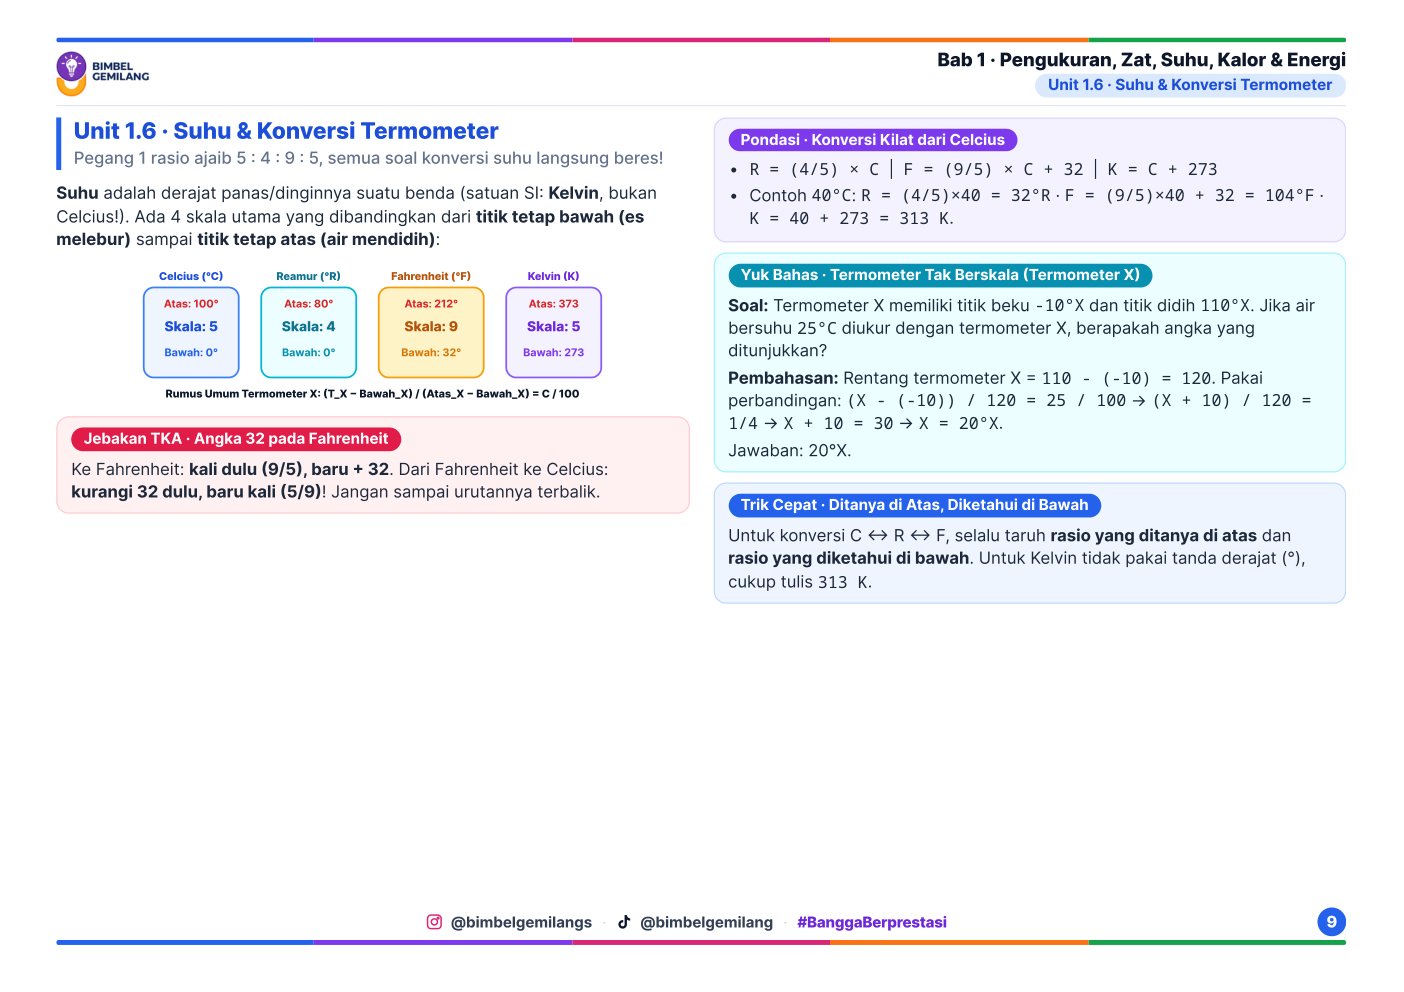 BIMBEL
GEMILANG
Bab 1 · Pengukuran, Zat, Suhu, Kalor & Energi
Unit 1.6 · Suhu & Konversi Termometer
Unit 1.6 · Suhu & Konversi Termometer
Pegang 1 rasio ajaib 5 : 4 : 9 : 5, semua soal konversi suhu langsung beres!
Suhu adalah derajat panas/dinginnya suatu benda (satuan SI: Kelvin, bukan
Celcius!). Ada 4 skala utama yang dibandingkan dari titik tetap bawah (es
melebur) sampai titik tetap atas (air mendidih):
Celcius (°C)
Atas: 100°
Skala: 5
Bawah: 0°
Reamur (°R)
Atas: 80°
Skala: 4
Bawah: 0°
Fahrenheit (°F)
Atas: 212°
Skala: 9
Bawah: 32°
Kelvin (K)
Atas: 373
Skala: 5
Bawah: 273
Rumus Umum Termometer X: (T_X − Bawah_X) / (Atas_X − Bawah_X) = C / 100
Jebakan TKA · Angka 32 pada Fahrenheit
Ke Fahrenheit: kali dulu (9/5), baru + 32. Dari Fahrenheit ke Celcius:
kurangi 32 dulu, baru kali (5/9)! Jangan sampai urutannya terbalik.
Pondasi · Konversi Kilat dari Celcius
• R = (4/5) × C | F = (9/5) × C + 32 | K = C + 273
• Contoh 40°C: R = (4/5)×40 = 32°R · F = (9/5)×40 + 32 = 104°F ·
K = 40 + 273 = 313 K.
Yuk Bahas · Termometer Tak Berskala (Termometer X)
Soal: Termometer X memiliki titik beku -10°X dan titik didih 110°X. Jika air
bersuhu 25°C diukur dengan termometer X, berapakah angka yang
ditunjukkan?
Pembahasan: Rentang termometer X = 110 - (-10) = 120. Pakai
perbandingan: (X - (-10)) / 120 = 25 / 100 → (X + 10) / 120 =
1/4 → X + 10 = 30 → X = 20°X.
Jawaban: 20°X.
Trik Cepat · Ditanya di Atas, Diketahui di Bawah
Untuk konversi C ↔ R ↔ F, selalu taruh rasio yang ditanya di atas dan
rasio yang diketahui di bawah. Untuk Kelvin tidak pakai tanda derajat (°),
cukup tulis 313 K.
@bimbelgemilangs · @bimbelgemilang · #BanggaBerprestasi
9